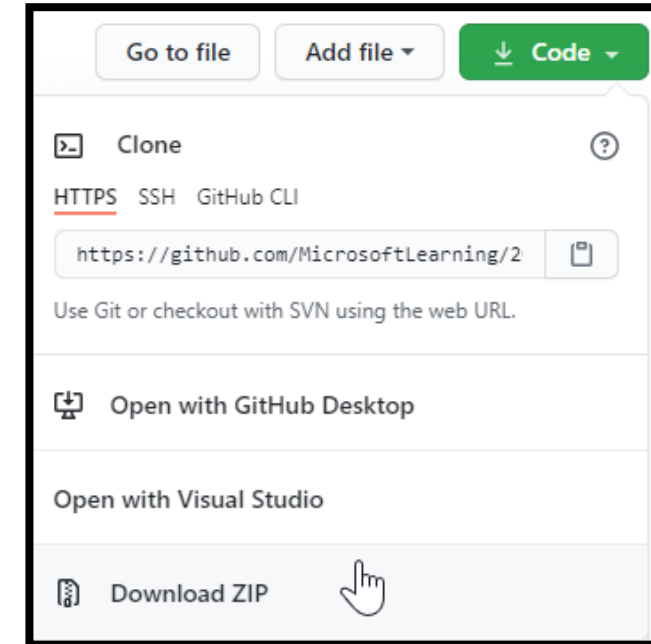 Go to file Add file Code
Clone
HTTPS SSH GitHub CLI
https://github.com/MicrosoftLearning/2
Use Git or checkout with SVN using the web URL.
Open with GitHub Desktop
Open with Visual Studio
Download ZIP